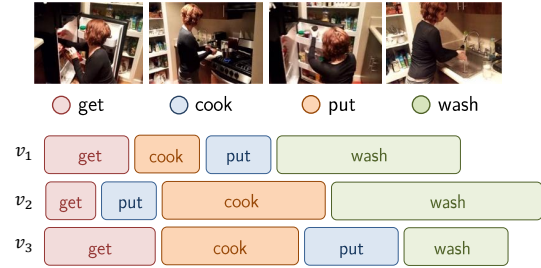 get cook put wash
v₁ get cook put wash
v₂ get put cook wash
v₃ get cook put wash